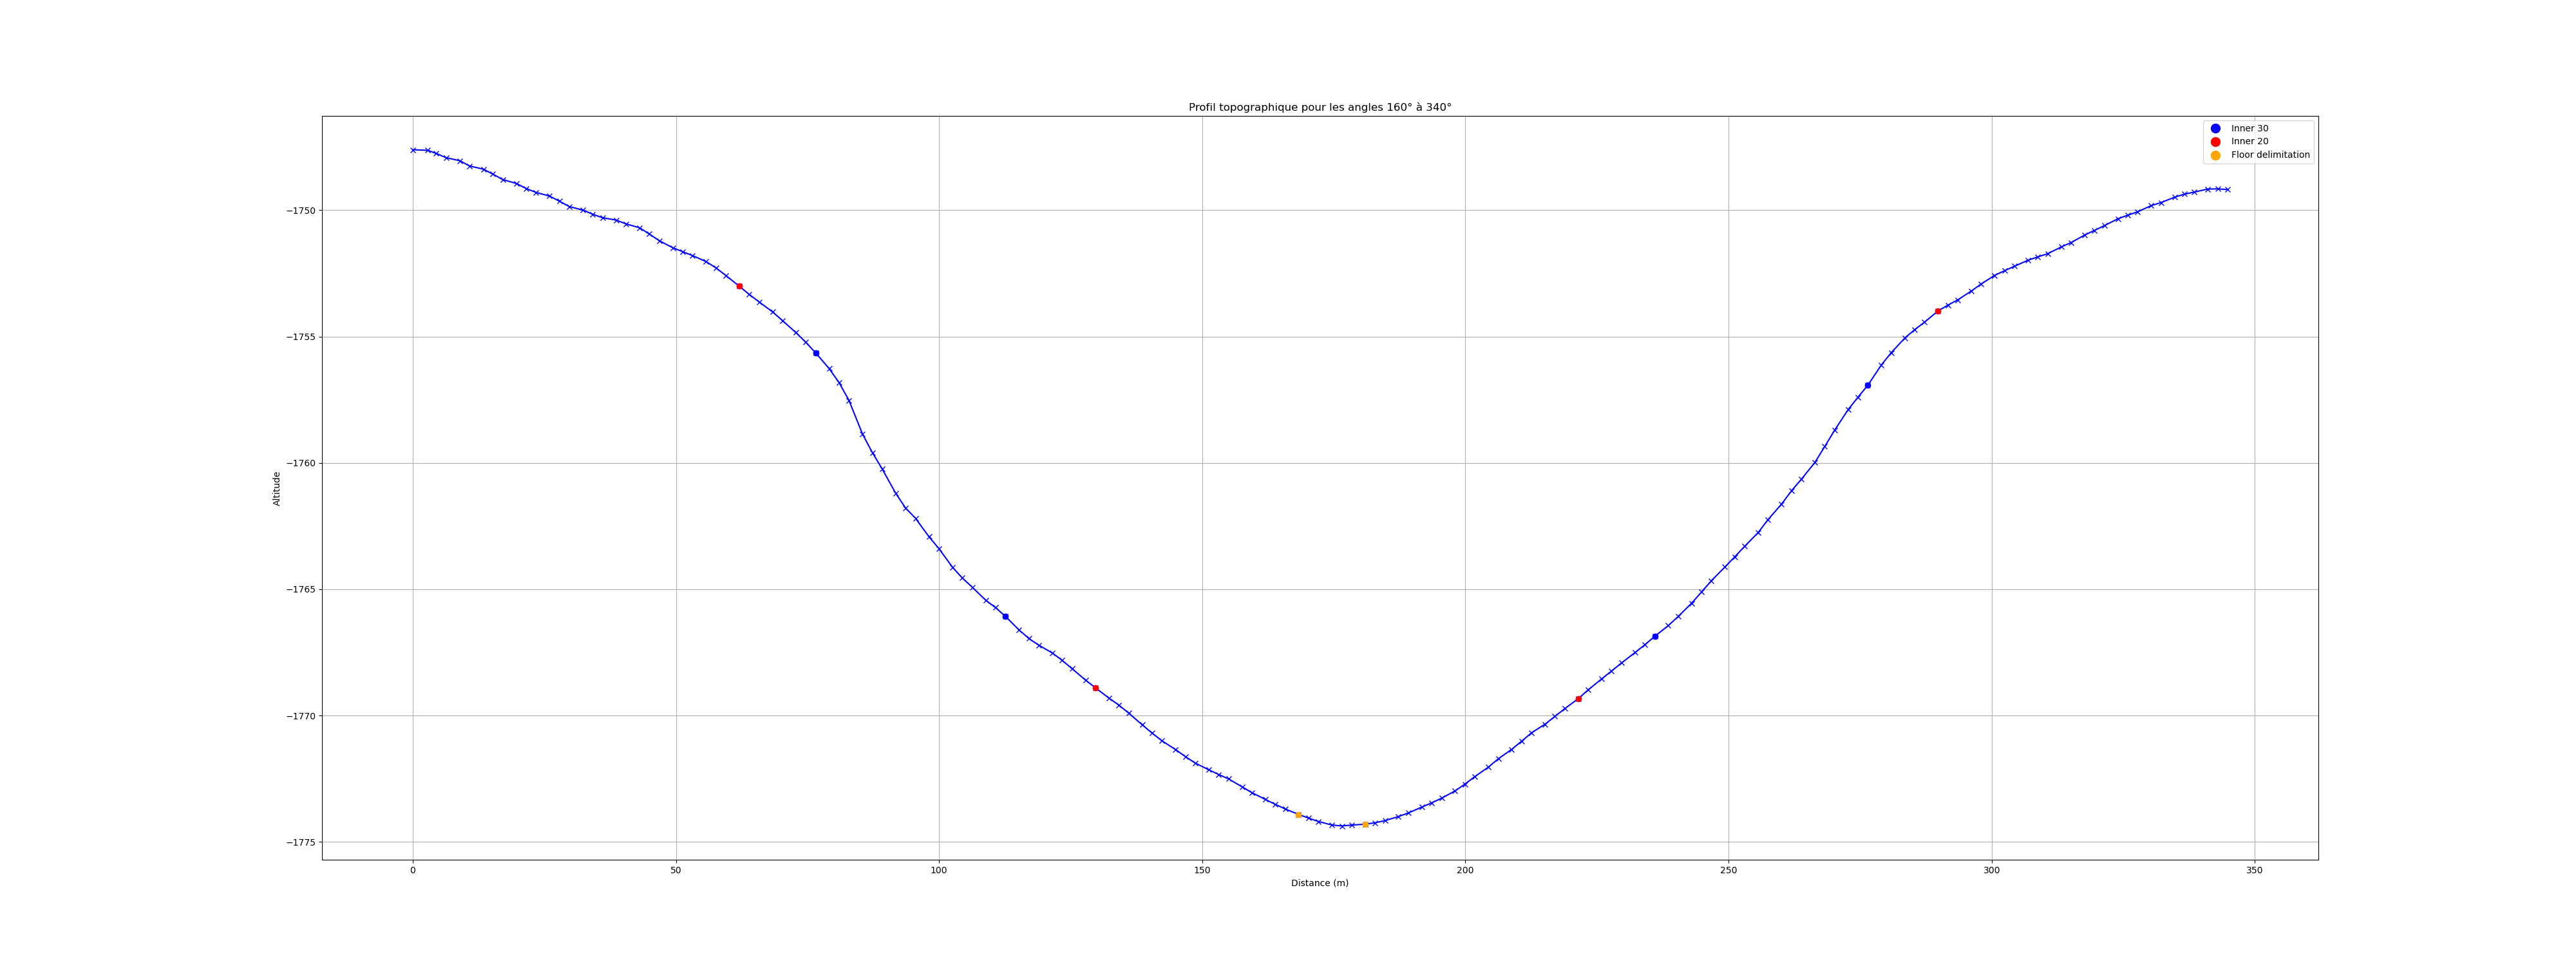 Profil topographique pour les angles 160° à 340°
Inner 30
Inner 20
Floor delimitation
Altitude
−1750
−1755
−1760
−1765
−1770
−1775
0 50 100 150 200 250 300 350
Distance (m)